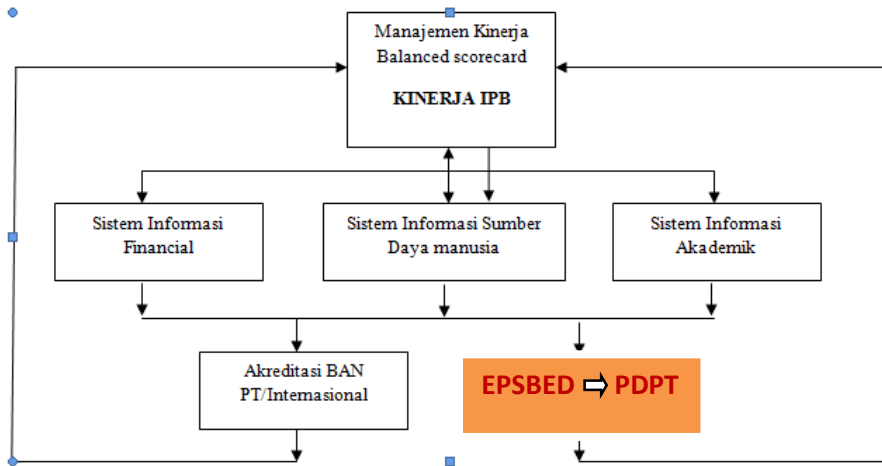 Manajemen Kinerja
Balanced scorecard
KINERJA IPB
Sistem Informasi
Financial
Sistem Informasi Sumber
Daya manusia
Sistem Informasi
Akademik
Akreditasi BAN
PT/Internasional
EPSBED ⇨ PDPT